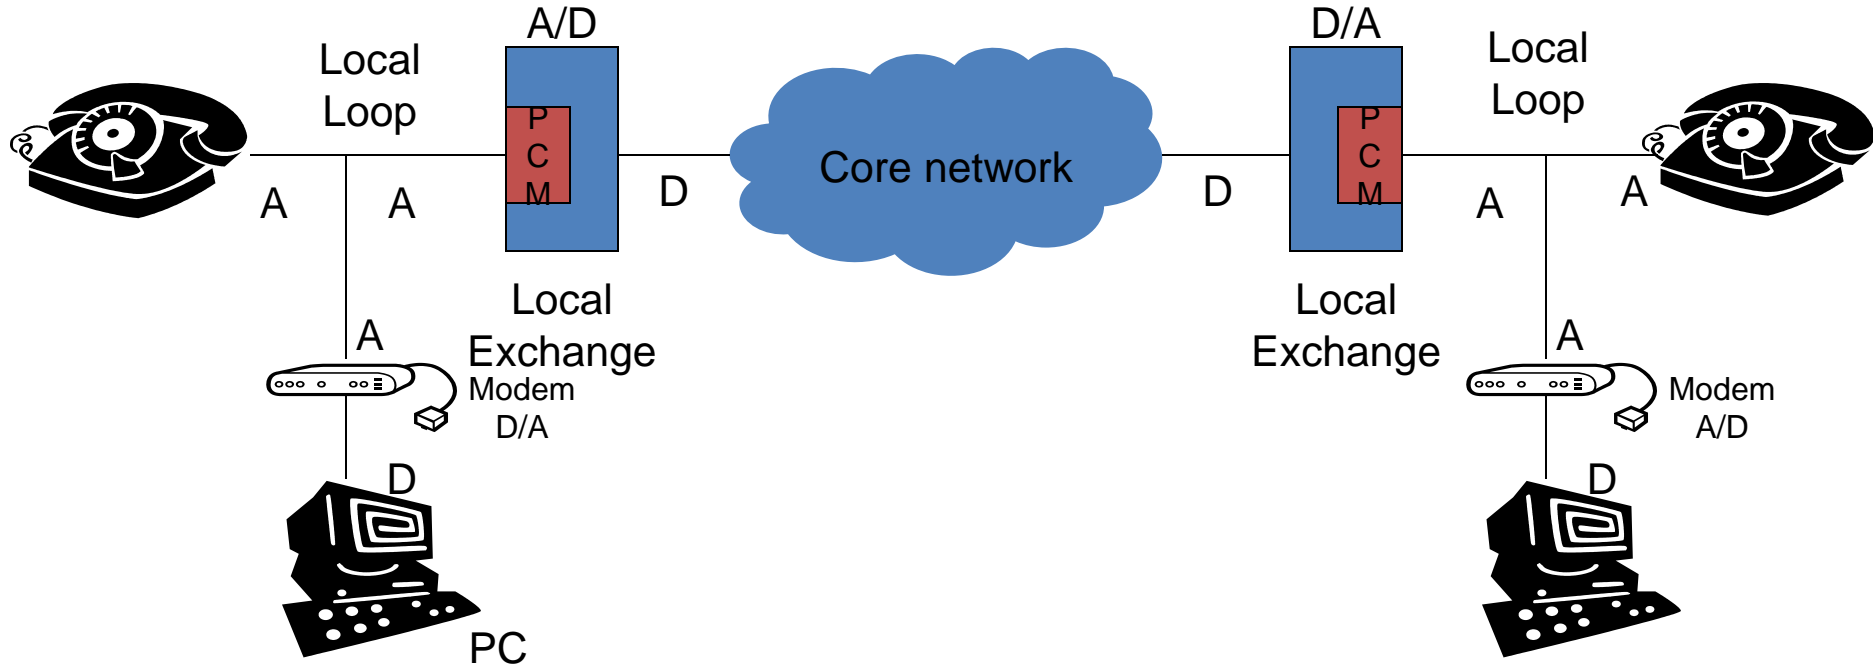 A/D
D/A
Local
Loop
Local
Loop
P
C
M
P
C
M
Core network
A
A
D
D
A
A
Local
Exchange
Local
Exchange
A
Modem
D/A
A
Modem
A/D
D
D
PC